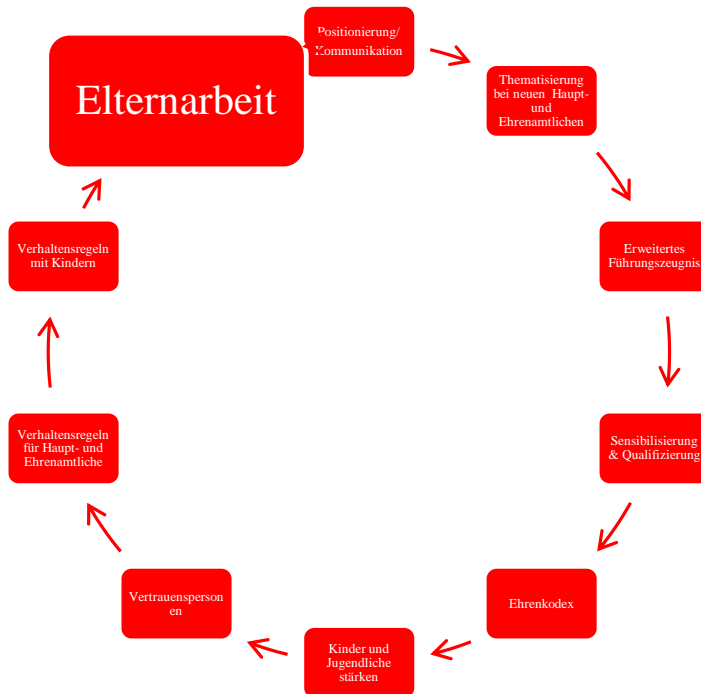 Positionierung/
Kommunikation
Thematisierung
bei neuen Haupt-
und
Ehrenamtlichen
Erweitertes
Führungszeugnis
Sensibilisierung
& Qualifizierung
Ehrenkodex
Kinder und
Jugendliche
stärken
Vertrauensperson
en
Verhaltensregeln
für Haupt- und
Ehrenamtliche
Verhaltensregeln
mit Kindern
Elternarbeit